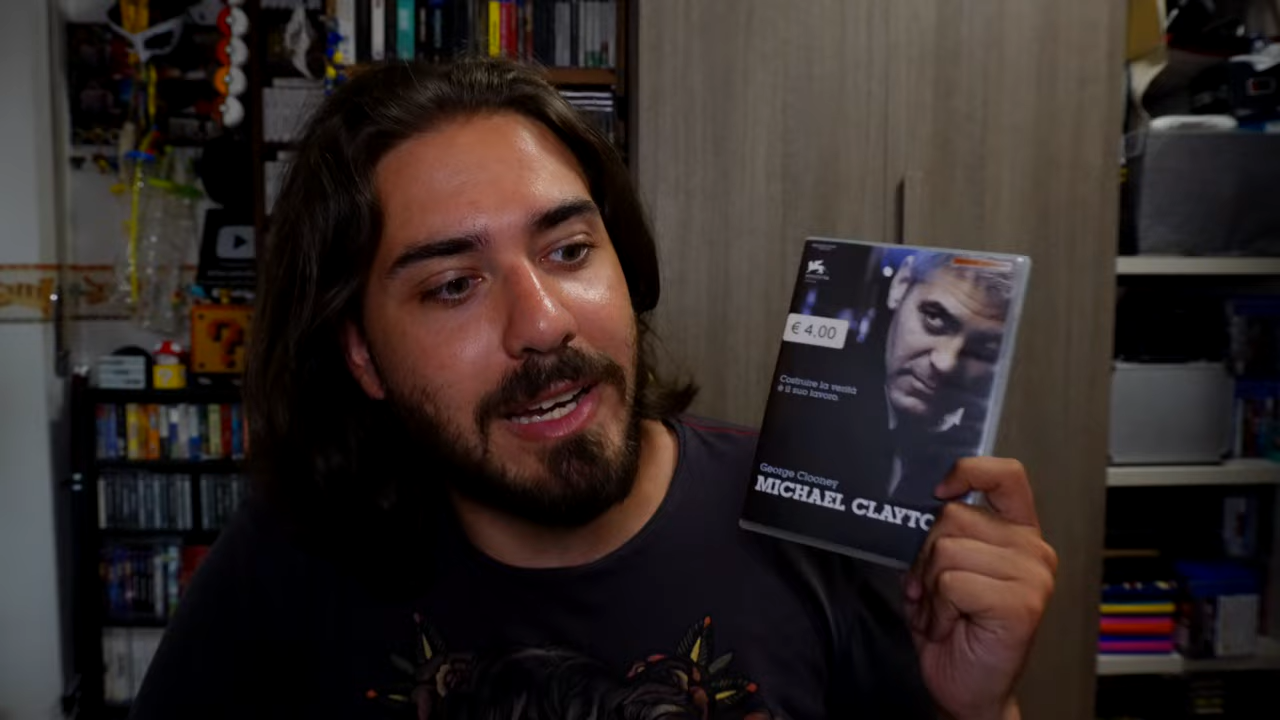 € 4.00
Costruire la verità
è il suo lavoro.
George Clooney
MICHAEL CLAYTO